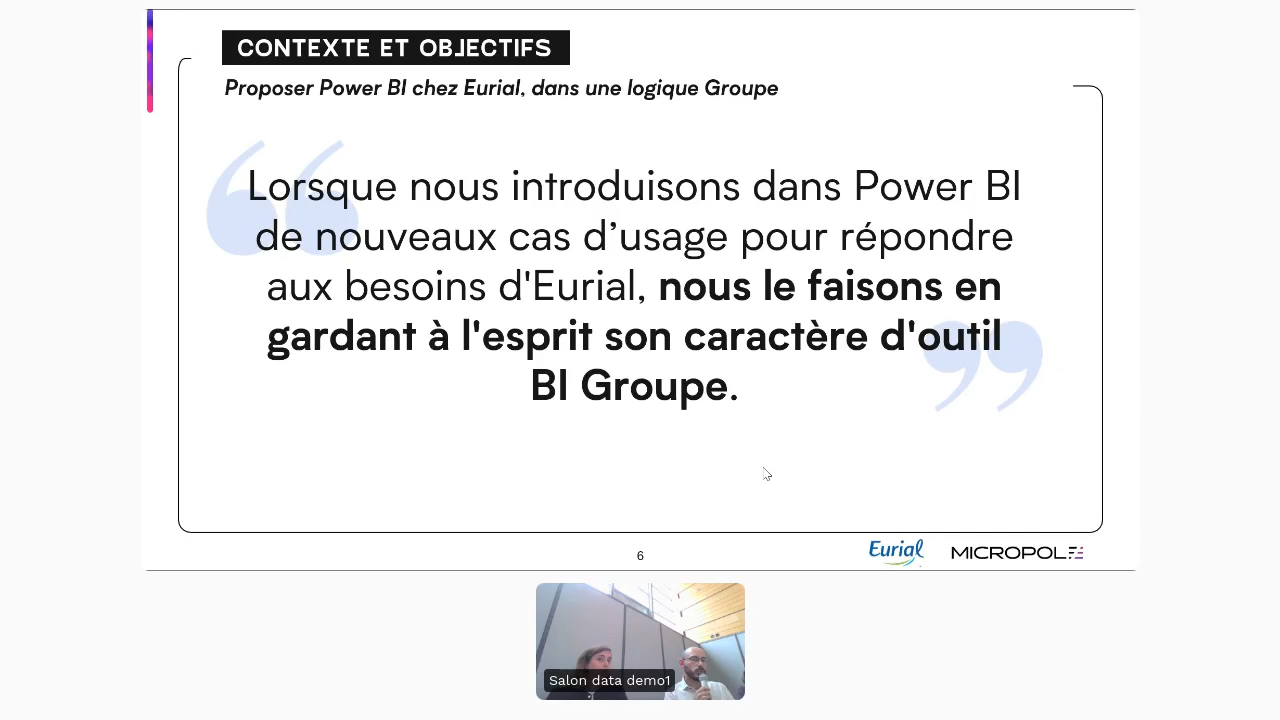 CONTEXTE ET OBJECTIFS
Proposer Power BI chez Eurial, dans une logique Groupe
Lorsque nous introduisons dans Power BI
de nouveaux cas d’usage pour répondre
aux besoins d'Eurial, nous le faisons en
gardant à l'esprit son caractère d'outil
BI Groupe.
6
Eurial
MICROPOLE
Salon data demo1